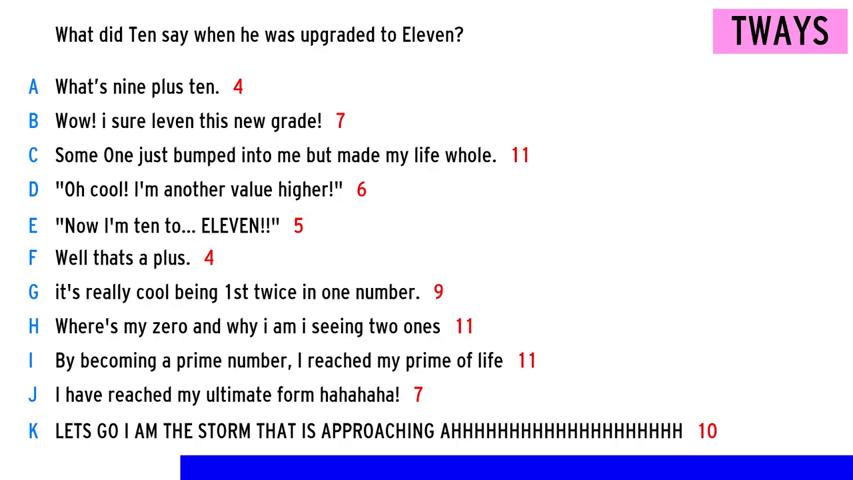 What did Ten say when he was upgraded to Eleven?
TWAYS
A What's nine plus ten. 4
B Wow! i sure leven this new grade! 7
C Some One just bumped into me but made my life whole. 11
D "Oh cool! I'm another value higher!" 6
E "Now I'm ten to... ELEVEN!!" 5
F Well thats a plus. 4
G it's really cool being 1st twice in one number. 9
H Where's my zero and why i am i seeing two ones 11
I By becoming a prime number, I reached my prime of life 11
J I have reached my ultimate form hahahaha! 7
K LETS GO I AM THE STORM THAT IS APPROACHING AHHHHHHHHHHHHHHHHHHHH 10